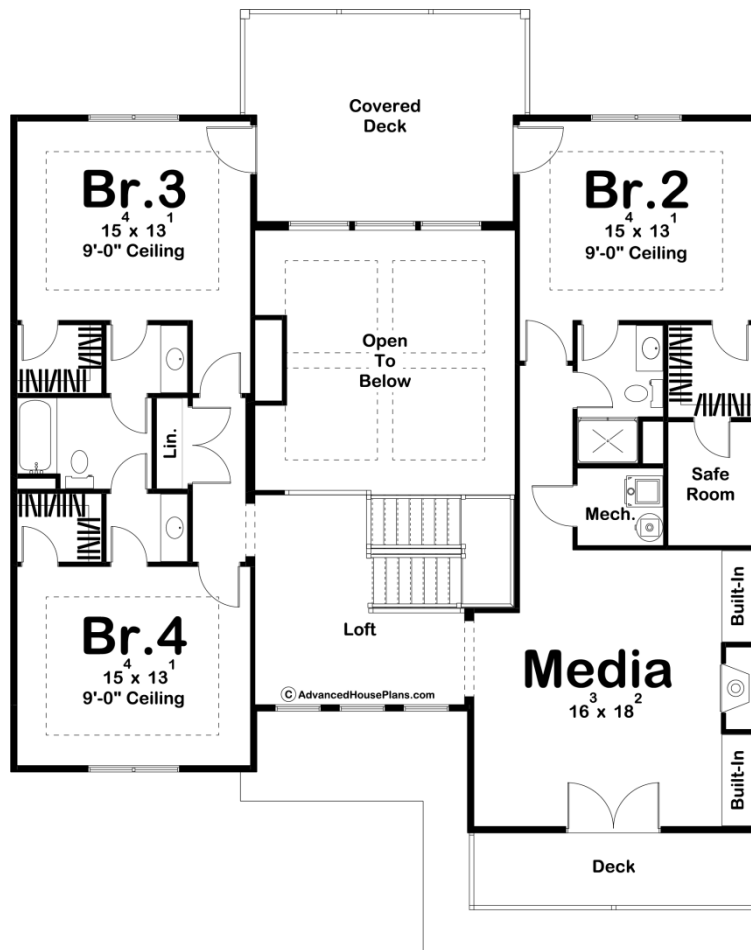 Covered
Deck
Br.3
15⁴ x 13¹
9'-0" Ceiling
Br.2
15⁴ x 13¹
9'-0" Ceiling
Open
To
Below
Lin.
Safe
Room
Mech.
Br.4
15⁴ x 13¹
9'-0" Ceiling
Loft
© AdvancedHousePlans.com
Media
16³ x 18²
Built-In
Built-In
Deck